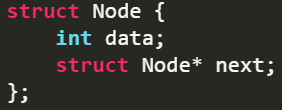 struct Node {
    int data;
    struct Node* next;
};